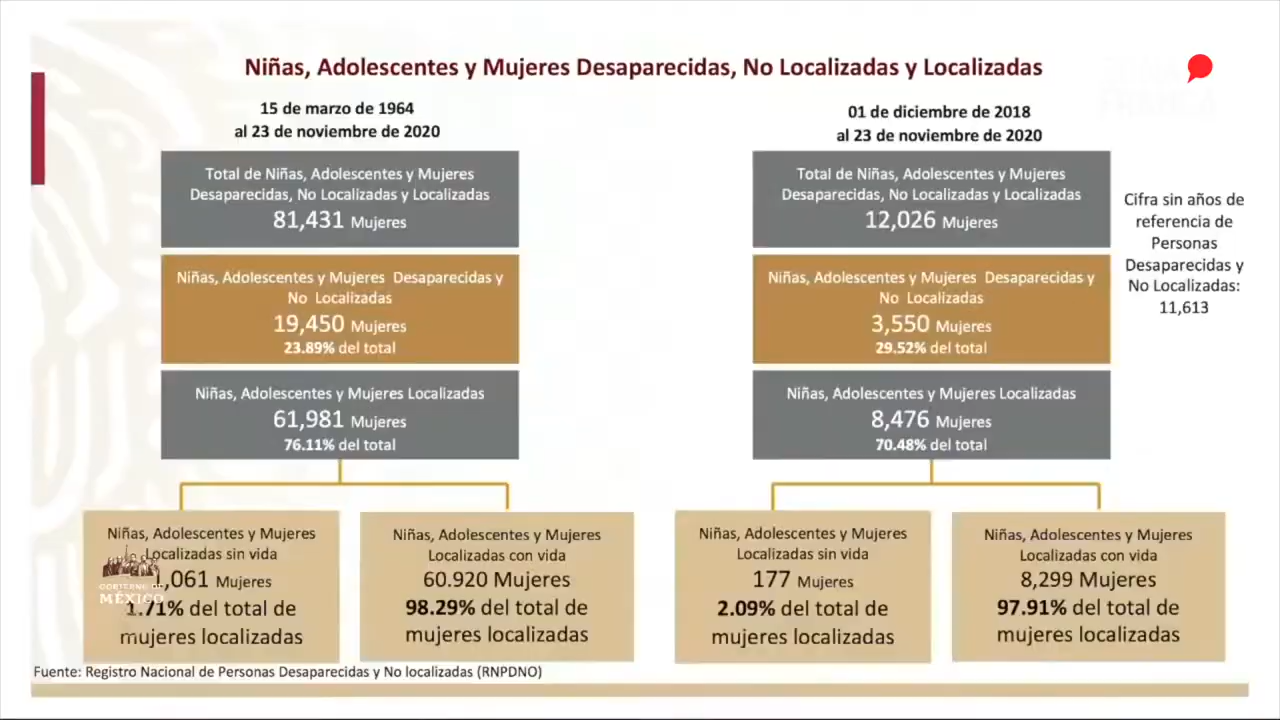 Niñas, Adolescentes y Mujeres Desaparecidas, No Localizadas y Localizadas
15 de marzo de 1964
al 23 de noviembre de 2020
Total de Niñas, Adolescentes y Mujeres
Desaparecidas, No Localizadas y Localizadas
81,431 Mujeres
Niñas, Adolescentes y Mujeres Desaparecidas y
No Localizadas
19,450 Mujeres
23.89% del total
Niñas, Adolescentes y Mujeres Localizadas
61,981 Mujeres
76.11% del total
Niñas, Adolescentes y Mujeres
Localizadas sin vida
1,061 Mujeres
1.71% del total de
mujeres localizadas
GOBIERNO DE
MÉXICO
Niñas, Adolescentes y Mujeres
Localizadas con vida
60.920 Mujeres
98.29% del total de
mujeres localizadas
01 de diciembre de 2018
al 23 de noviembre de 2020
Total de Niñas, Adolescentes y Mujeres
Desaparecidas, No Localizadas y Localizadas
12,026 Mujeres
Niñas, Adolescentes y Mujeres Desaparecidas y
No Localizadas
3,550 Mujeres
29.52% del total
Niñas, Adolescentes y Mujeres Localizadas
8,476 Mujeres
70.48% del total
Niñas, Adolescentes y Mujeres
Localizadas sin vida
177 Mujeres
2.09% del total de
mujeres localizadas
Niñas, Adolescentes y Mujeres
Localizadas con vida
8,299 Mujeres
97.91% del total de
mujeres localizadas
Cifra sin años de
referencia de
Personas
Desaparecidas y
No Localizadas:
11,613
Fuente: Registro Nacional de Personas Desaparecidas y No localizadas (RNPDNO)